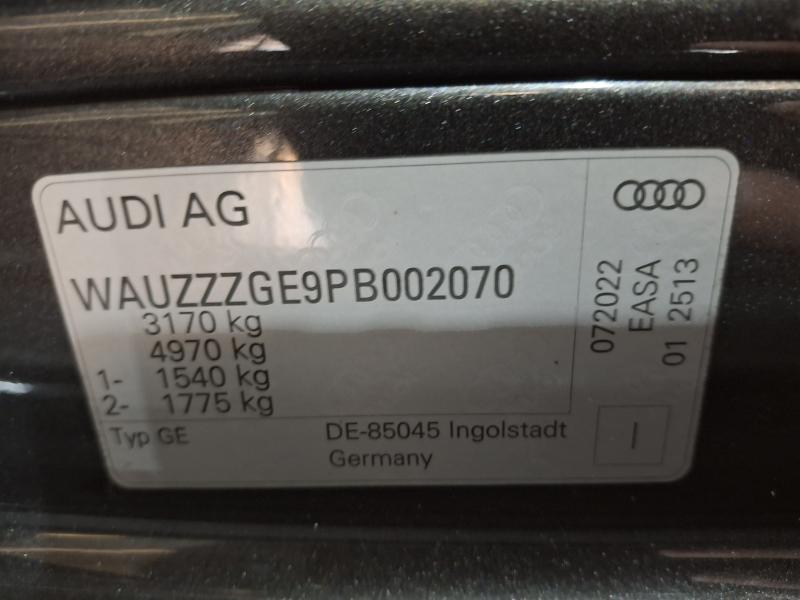 AUDI AG
WAUZZZGE9PB002070
3170 kg
4970 kg
1- 1540 kg
2- 1775 kg
Typ GE
DE-85045 Ingolstadt
Germany
072022
EASA
01 2513